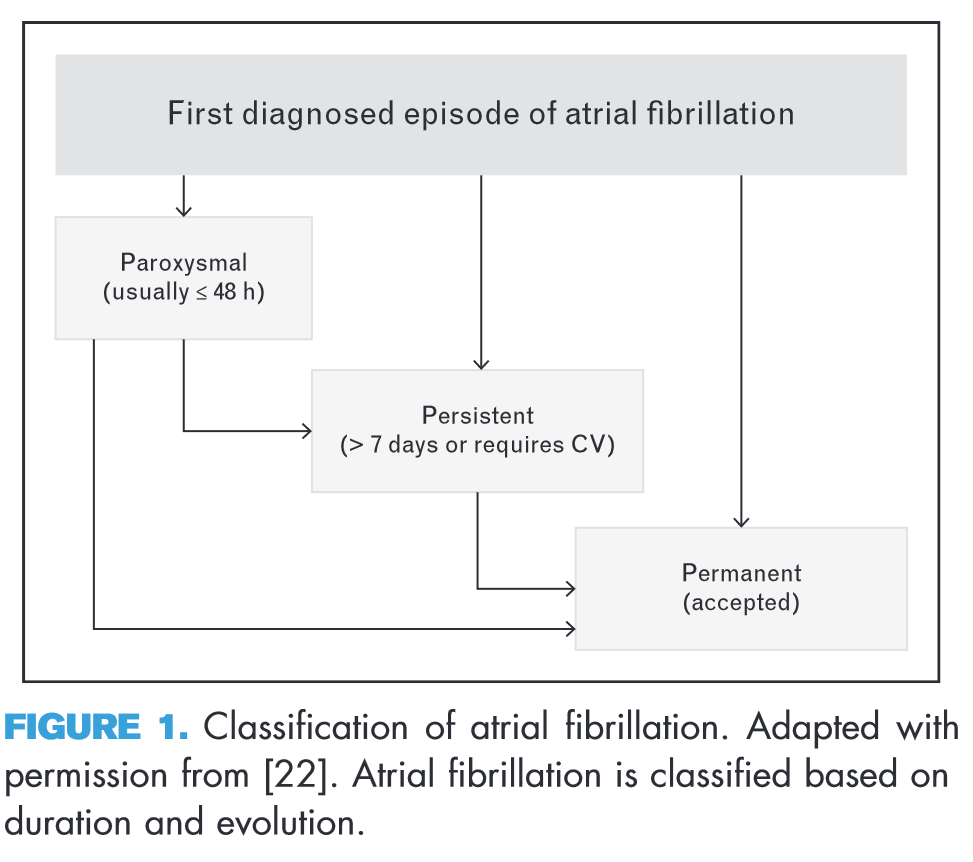 First diagnosed episode of atrial fibrillation
Paroxysmal
(usually ≤ 48 h)
Persistent
(> 7 days or requires CV)
Permanent
(accepted)
FIGURE 1. Classification of atrial fibrillation. Adapted with
permission from [22]. Atrial fibrillation is classified based on
duration and evolution.